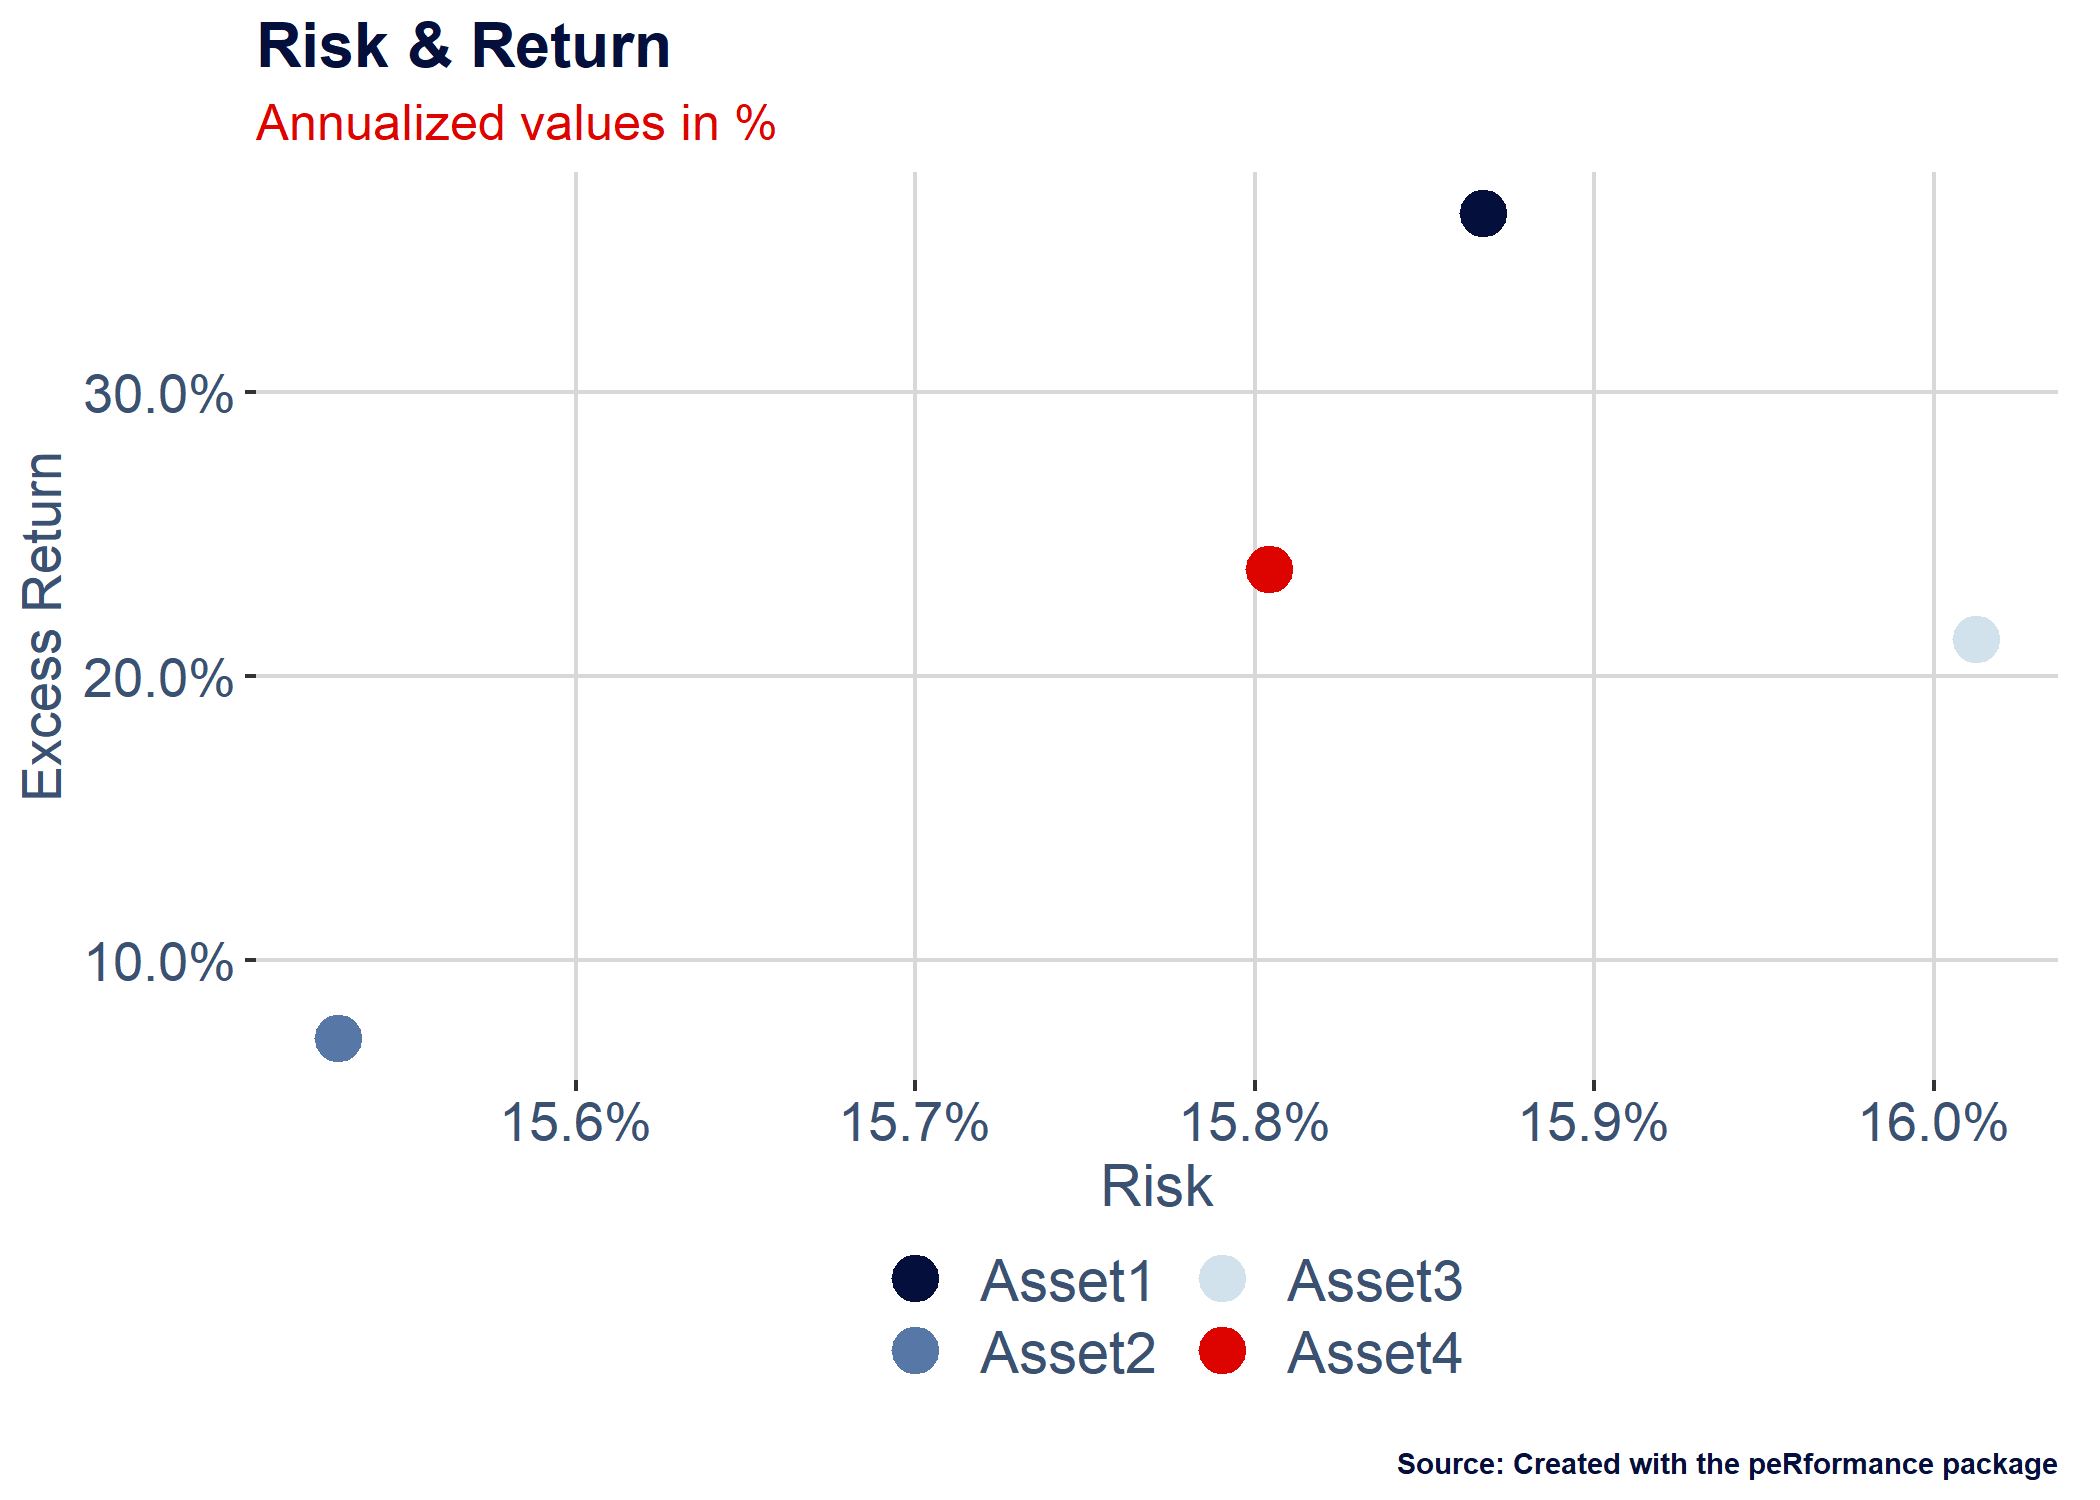 Risk & Return
Annualized values in %
Excess Return
30.0%
20.0%
10.0%
15.6% 15.7% 15.8% 15.9% 16.0%
Risk
Asset1 Asset3
Asset2 Asset4
Source: Created with the peRformance package